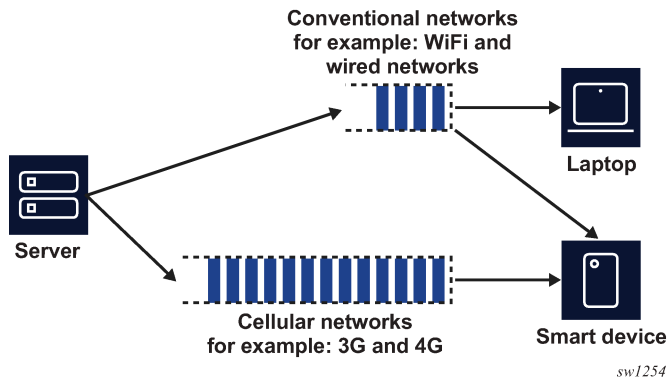 Conventional networks
for example: WiFi and
wired networks
Laptop
Server
Cellular networks
for example: 3G and 4G
Smart device
sw1254